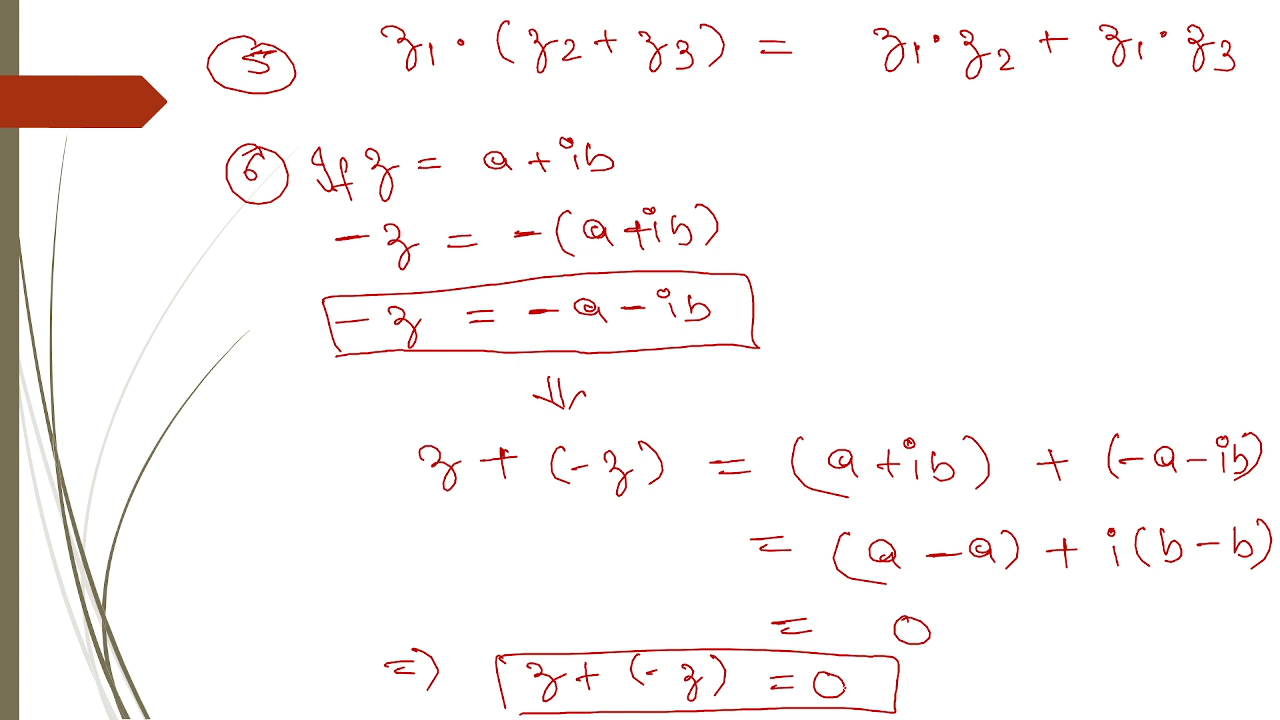 5 z1 · (z2 + z3) = z1 · z2 + z1 · z3
6 If z = a + ib
- z = - (a + ib)
- z = - a - ib
⇓
z + (- z) = (a + ib) + (- a - ib)
= (a - a) + i (b - b)
= 0
⇒ z + (- z) = 0